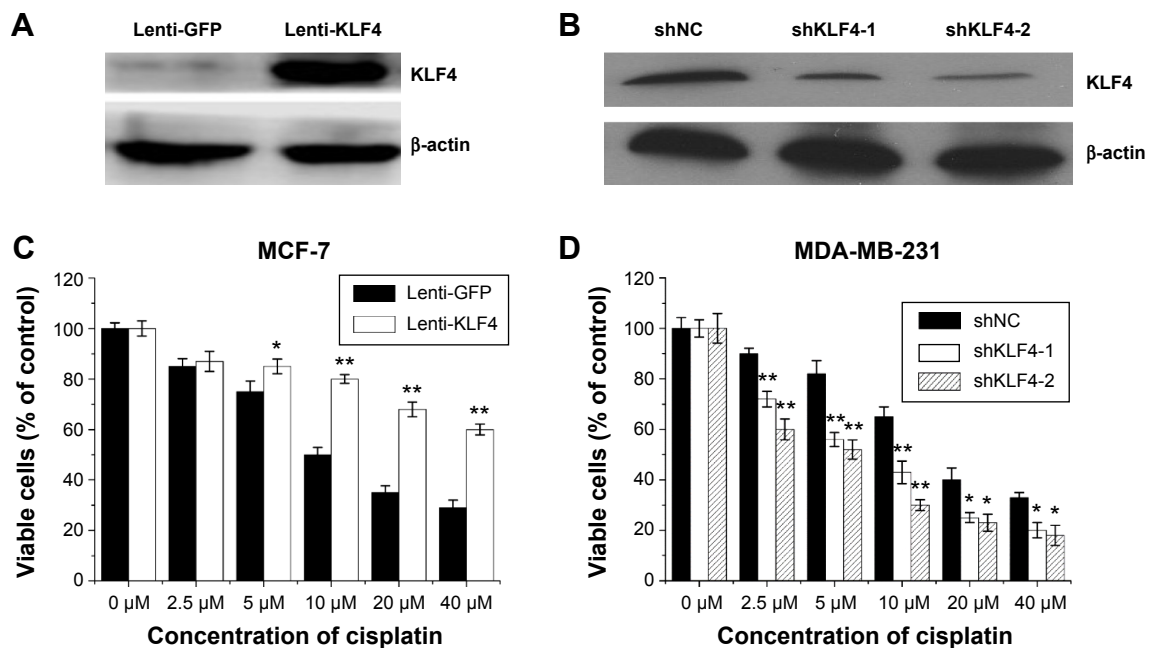 A
Lenti-GFP Lenti-KLF4
KLF4
β-actin
B
shNC shKLF4-1 shKLF4-2
KLF4
β-actin
C
MCF-7
Viable cells (% of control)
120
100
80
60
40
20
0
Lenti-GFP
Lenti-KLF4
*
**
**
**
0 µM 2.5 µM 5 µM 10 µM 20 µM 40 µM
Concentration of cisplatin
D
MDA-MB-231
Viable cells (% of control)
120
100
80
60
40
20
0
shNC
shKLF4-1
shKLF4-2
**
**
**
**
**
**
*
*
*
*
0 µM 2.5 µM 5 µM 10 µM 20 µM 40 µM
Concentration of cisplatin